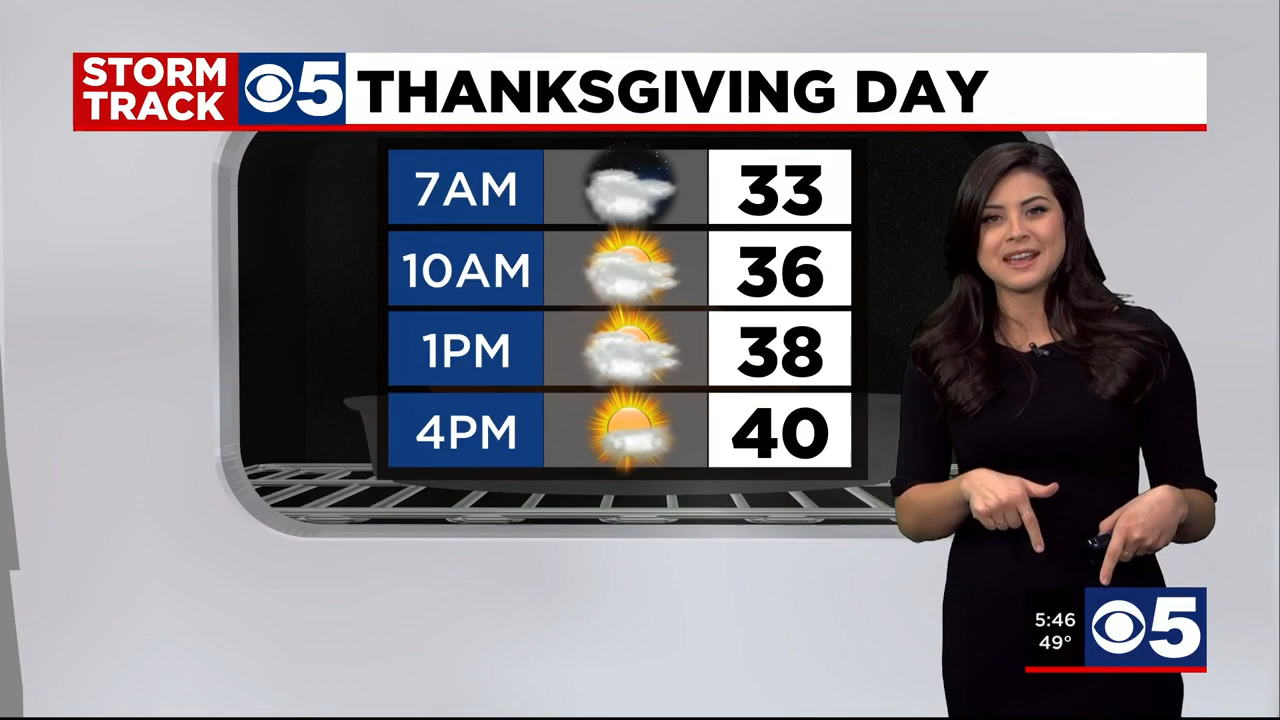 STORM
TRACK
5 THANKSGIVING DAY
7AM 33
10AM 36
1PM 38
4PM 40
5:46
49°
5